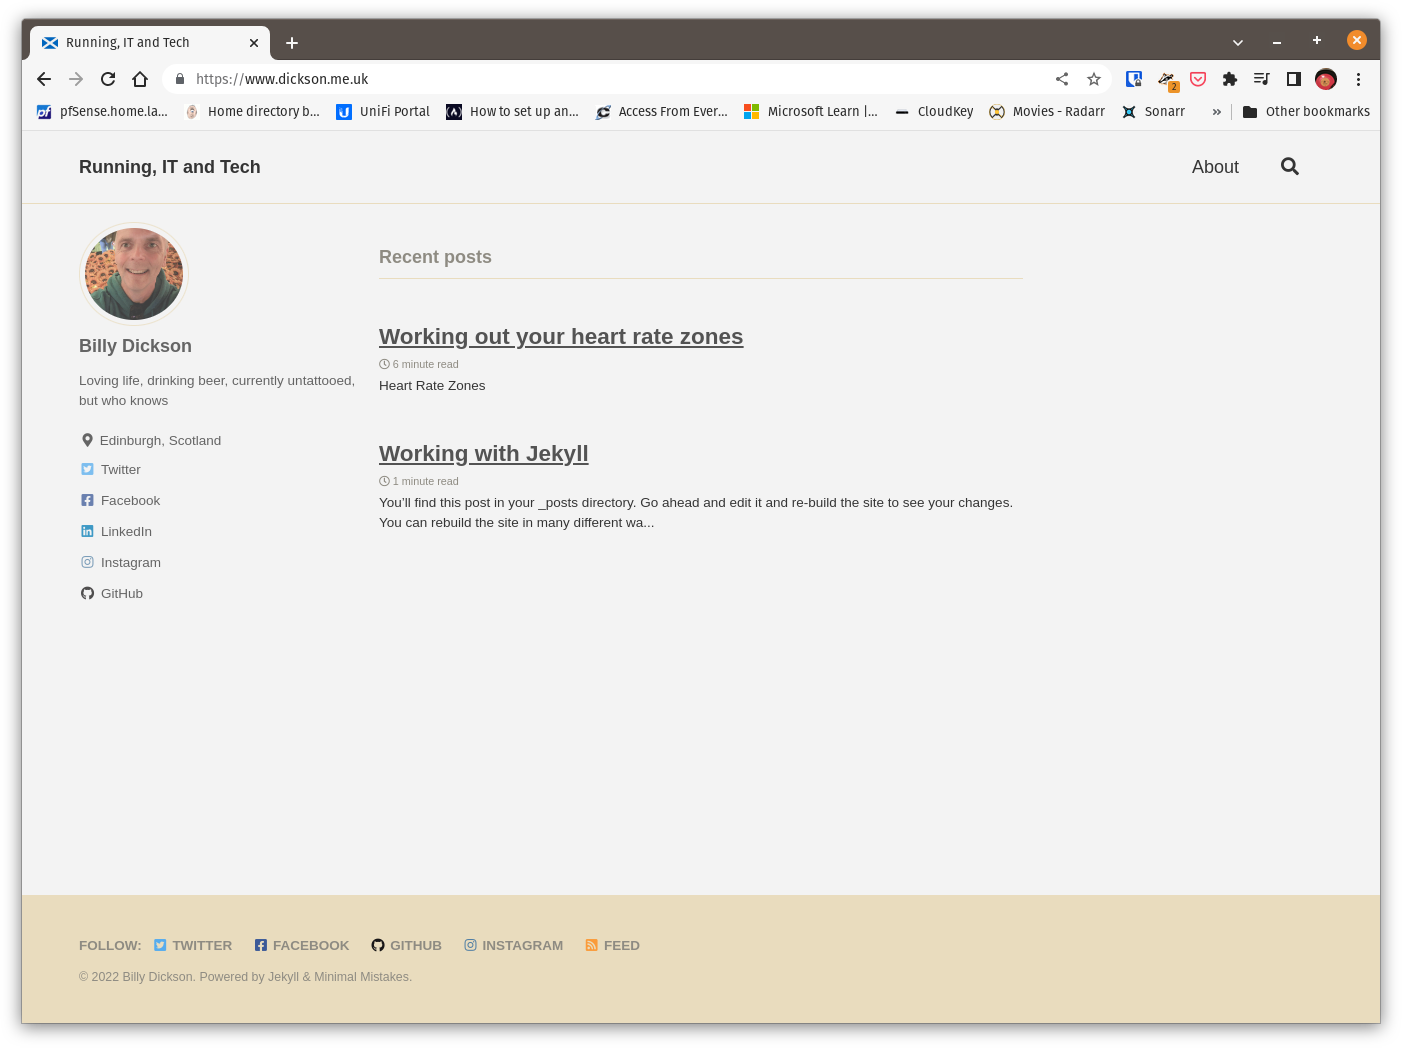 Running, IT and Tech
https://www.dickson.me.uk
2
pfSense.home.la... Home directory b... UniFi Portal How to set up an... Access From Ever... Microsoft Learn |... CloudKey Movies - Radarr Sonarr » Other bookmarks
Running, IT and Tech About
Recent posts
Billy Dickson
Loving life, drinking beer, currently untattooed,
but who knows
Edinburgh, Scotland
Twitter
Facebook
LinkedIn
Instagram
GitHub
Working out your heart rate zones
6 minute read
Heart Rate Zones
Working with Jekyll
1 minute read
You’ll find this post in your _posts directory. Go ahead and edit it and re-build the site to see your changes.
You can rebuild the site in many different wa...
FOLLOW: TWITTER FACEBOOK GITHUB INSTAGRAM FEED
© 2022 Billy Dickson. Powered by Jekyll & Minimal Mistakes.